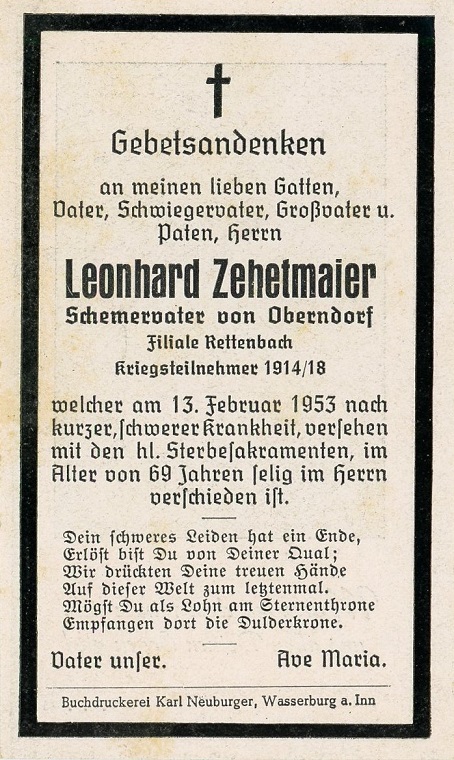 Gebetsandenken
an meinen lieben Gatten,
Vater, Schwiegervater, Großvater u.
Paten, Herrn
Leonhard Zehetmaier
Schemervater von Oberndorf
Filiale Rettenbach
Kriegsteilnehmer 1914/18
welcher am 13. Februar 1953 nach
kurzer, schwerer Krankheit, versehen
mit den hl. Sterbesakramenten, im
Alter von 69 Jahren selig im Herrn
verschieden ist.
Dein schweres Leiden hat ein Ende,
Erlöst bist Du von Deiner Qual;
Wir drückten Deine treuen Hände
Auf dieser Welt zum letztenmal.
Mögst Du als Lohn am Sternenthrone
Empfangen dort die Dulderkrone.
Vater unser. Ave Maria.
Buchdruckerei Karl Neuburger, Wasserburg a. Inn